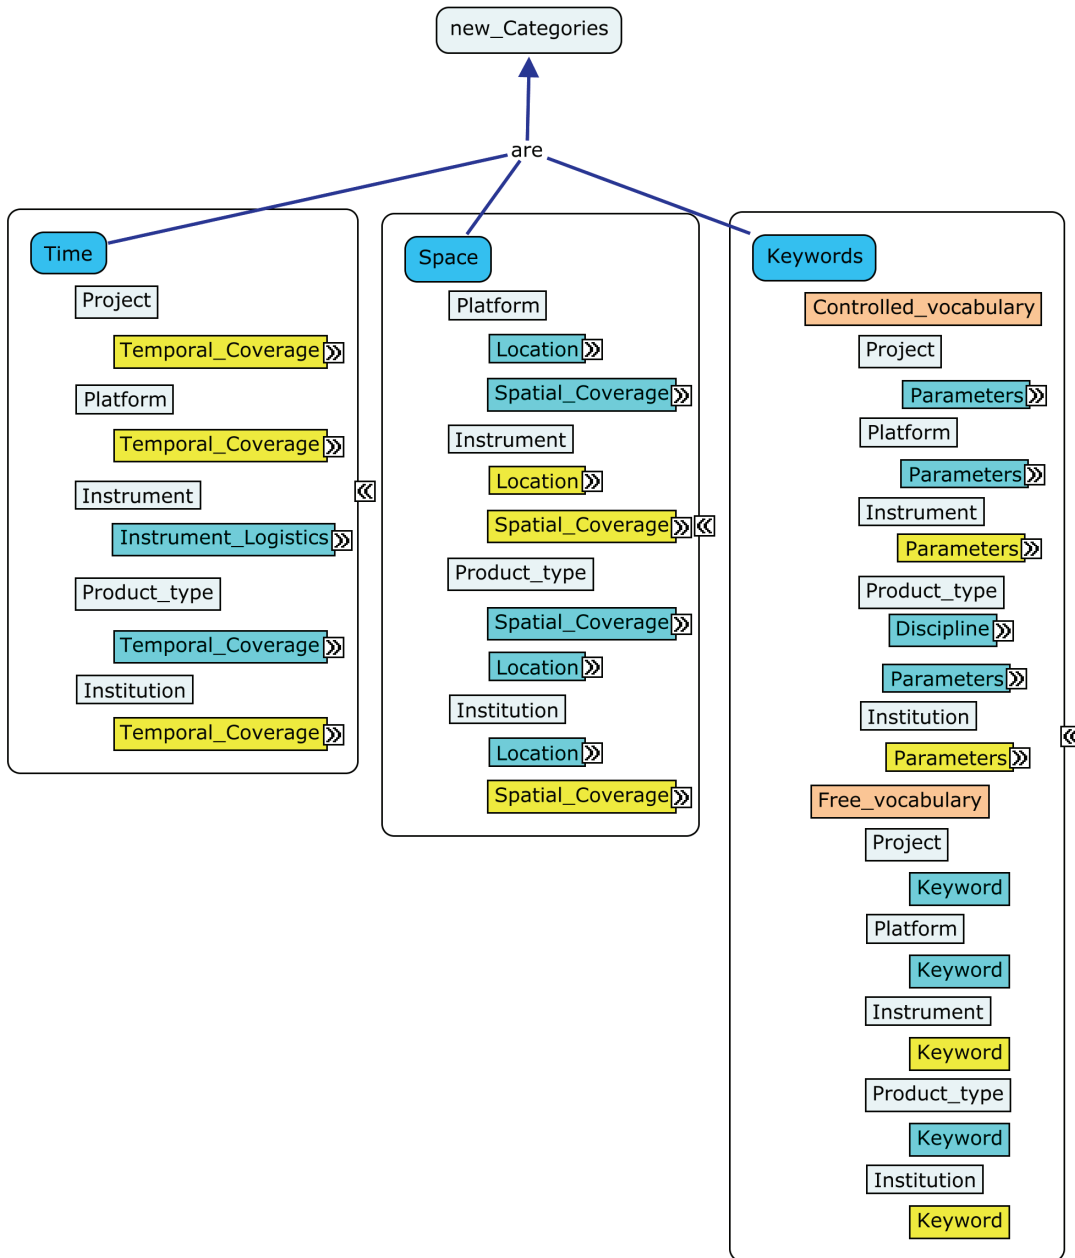 new_Categories
are
Time
Project
Temporal_Coverage
Platform
Temporal_Coverage
Instrument
Instrument_Logistics
Product_type
Temporal_Coverage
Institution
Temporal_Coverage
Space
Platform
Location
Spatial_Coverage
Instrument
Location
Spatial_Coverage
Product_type
Spatial_Coverage
Location
Institution
Location
Spatial_Coverage
Keywords
Controlled_vocabulary
Project
Parameters
Platform
Parameters
Instrument
Parameters
Product_type
Discipline
Parameters
Institution
Parameters
Free_vocabulary
Project
Keyword
Platform
Keyword
Instrument
Keyword
Product_type
Keyword
Institution
Keyword